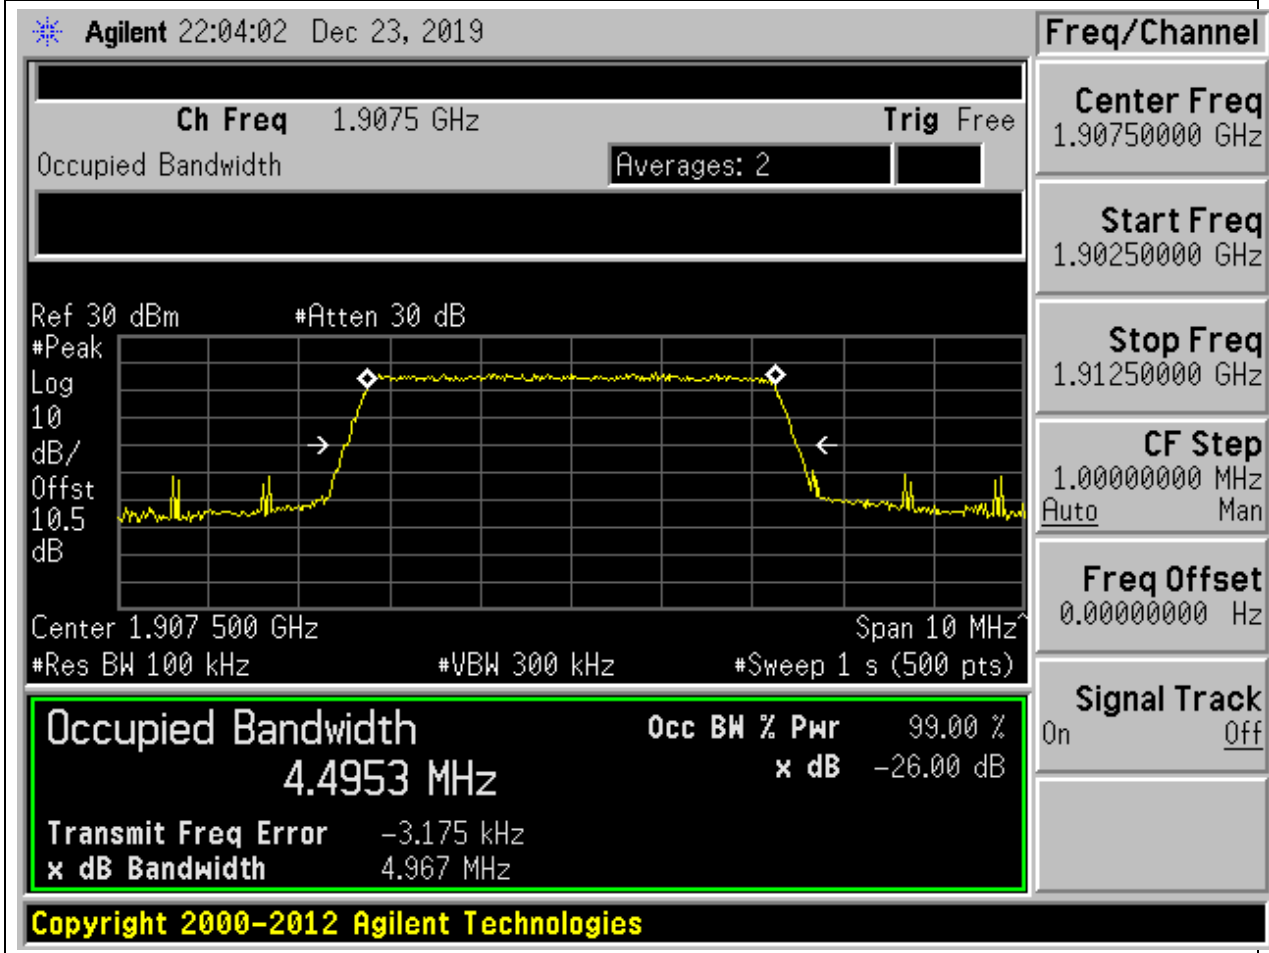 Agilent 22:04:02 Dec 23, 2019
Freq/Channel
Ch Freq 1.9075 GHz Trig Free
Occupied Bandwidth Averages: 2
Center Freq
1.90750000 GHz
Start Freq
1.90250000 GHz
Stop Freq
1.91250000 GHz
CF Step
1.00000000 MHz
Auto Man
Freq Offset
0.00000000 Hz
Signal Track
On Off
Ref 30 dBm #Atten 30 dB
#Peak
Log
10
dB/
Offst
10.5
dB
Center 1.907 500 GHz Span 10 MHz^
#Res BW 100 kHz #VBW 300 kHz #Sweep 1 s (500 pts)
Occupied Bandwidth Occ BW % Pwr 99.00 %
4.4953 MHz x dB -26.00 dB
Transmit Freq Error -3.175 kHz
x dB Bandwidth 4.967 MHz
Copyright 2000-2012 Agilent Technologies